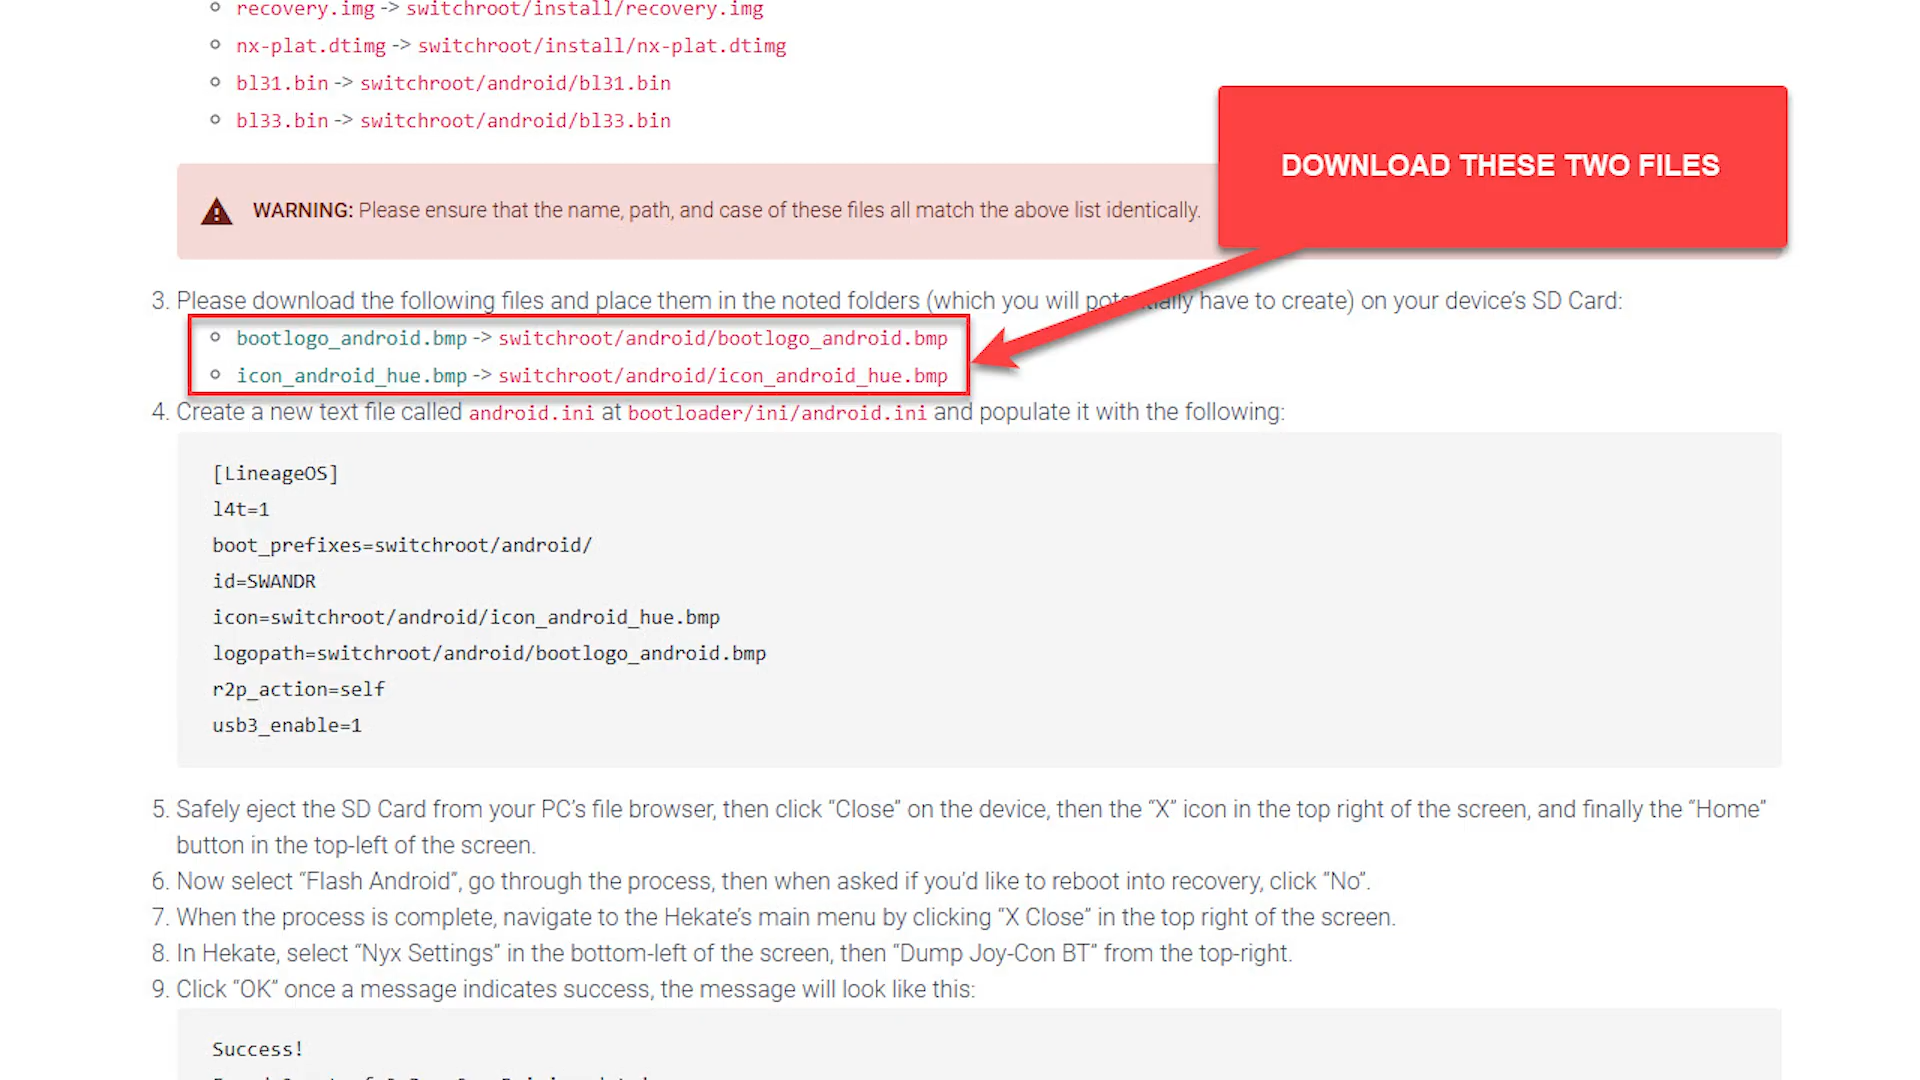 recovery.img -> switchroot/install/recovery.img
nx-plat.dtimg -> switchroot/install/nx-plat.dtimg
bl31.bin -> switchroot/android/bl31.bin
bl33.bin -> switchroot/android/bl33.bin
DOWNLOAD THESE TWO FILES
WARNING: Please ensure that the name, path, and case of these files all match the above list identically.
3. Please download the following files and place them in the noted folders (which you will potentially have to create) on your device’s SD Card:
bootlogo_android.bmp -> switchroot/android/bootlogo_android.bmp
icon_android_hue.bmp -> switchroot/android/icon_android_hue.bmp
4. Create a new text file called android.ini at bootloader/ini/android.ini and populate it with the following:
[LineageOS]
l4t=1
boot_prefixes=switchroot/android/
id=SWANDR
icon=switchroot/android/icon_android_hue.bmp
logopath=switchroot/android/bootlogo_android.bmp
r2p_action=self
usb3_enable=1
5. Safely eject the SD Card from your PC’s file browser, then click “Close” on the device, then the “X” icon in the top right of the screen, and finally the “Home”
button in the top-left of the screen.
6. Now select “Flash Android”, go through the process, then when asked if you’d like to reboot into recovery, click “No”.
7. When the process is complete, navigate to the Hekate’s main menu by clicking “X Close” in the top right of the screen.
8. In Hekate, select “Nyx Settings” in the bottom-left of the screen, then “Dump Joy-Con BT” from the top-right.
9. Click “OK” once a message indicates success, the message will look like this:
Success!